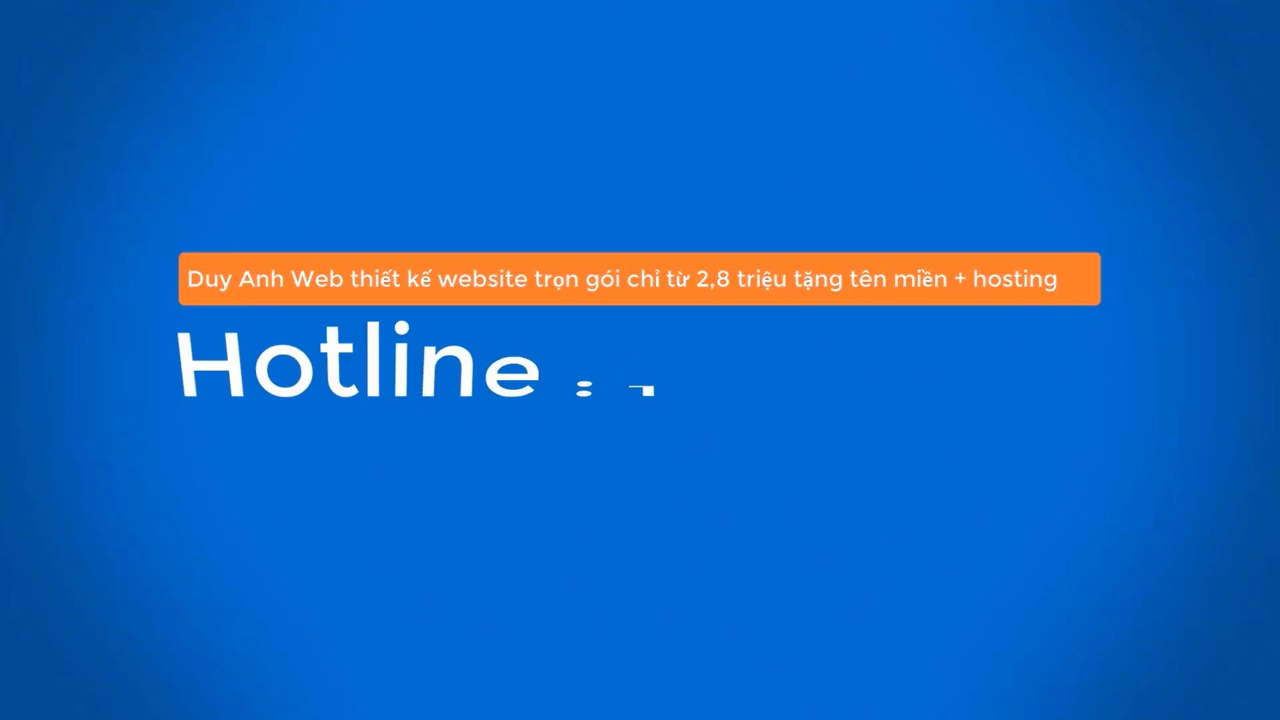 Duy Anh Web thiết kế website trọn gói chỉ từ 2,8 triệu tặng tên miền + hosting
Hotline :